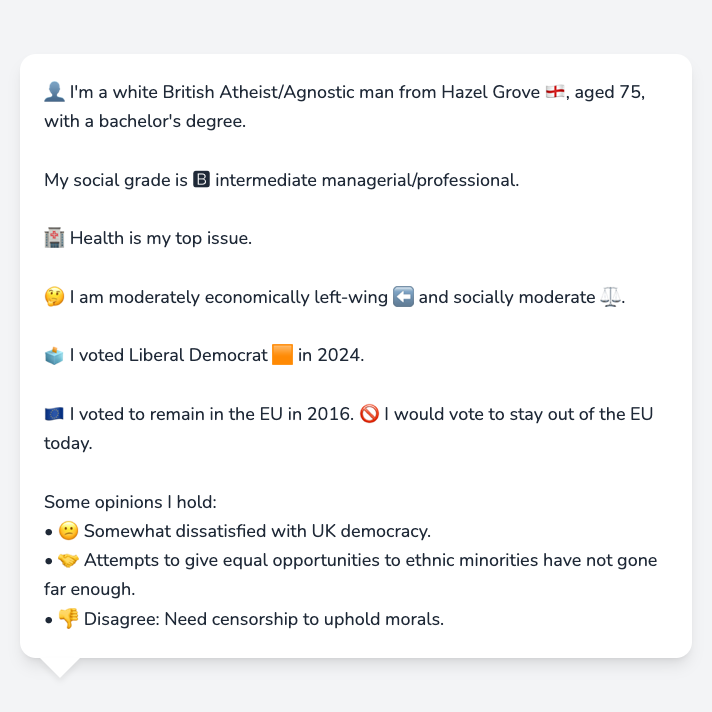 👤 I'm a white British Atheist/Agnostic man from Hazel Grove 🏴󠁧󠁢󠁥󠁮󠁧󠁿, aged 75,
with a bachelor's degree.
My social grade is 🅱 intermediate managerial/professional.
🏥 Health is my top issue.
🤔 I am moderately economically left-wing ⬅️ and socially moderate ⚖️.
🗳️ I voted Liberal Democrat 🟧 in 2024.
🇪🇺 I voted to remain in the EU in 2016. 🚫 I would vote to stay out of the EU
today.
Some opinions I hold:
• 🙁 Somewhat dissatisfied with UK democracy.
• 🤝 Attempts to give equal opportunities to ethnic minorities have not gone
far enough.
• 👎 Disagree: Need censorship to uphold morals.